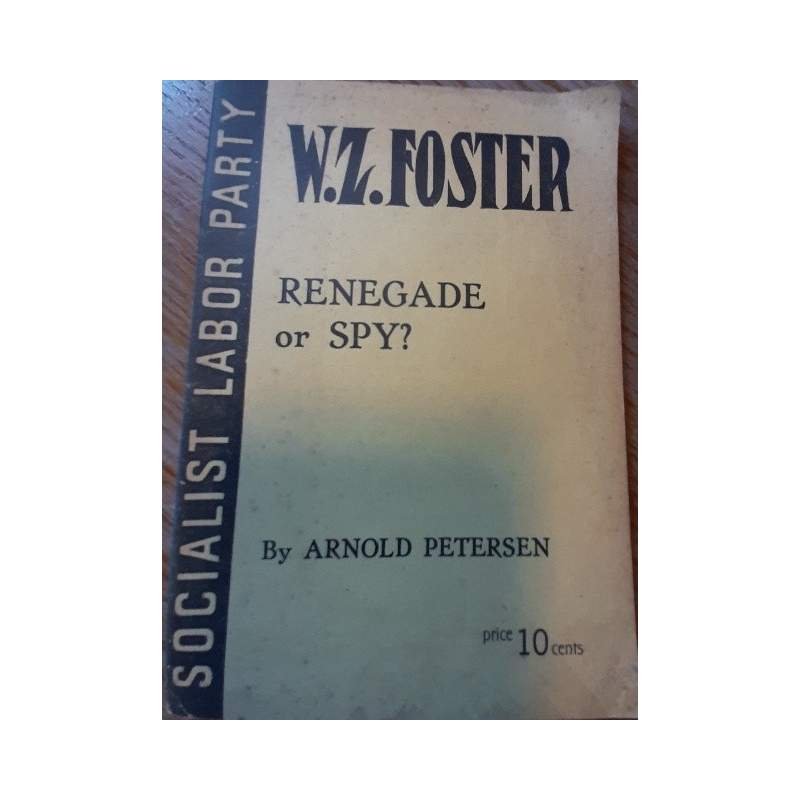 SOCIALIST LABOR PARTY
W.Z. FOSTER
RENEGADE
or SPY?
By ARNOLD PETERSEN
price 10 cents